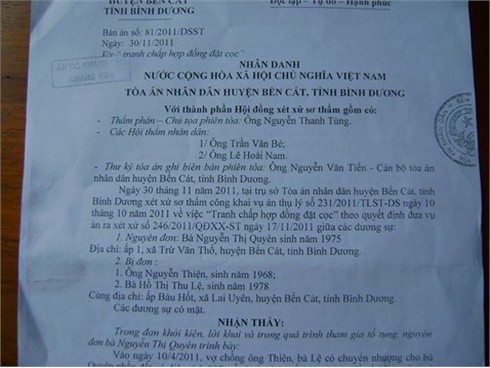 HUYỆN BẾN CÁT
TỈNH BÌNH DƯƠNG
Độc lập – Tự do – Hạnh phúc
Bản án số: 81/2011/DSST
Ngày: 30/11/2011
V/v “tranh chấp hợp đồng đặt cọc”
NHÂN DANH
NƯỚC CỘNG HÒA XÃ HỘI CHỦ NGHĨA VIỆT NAM
TÒA ÁN NHÂN DÂN HUYỆN BẾN CÁT, TỈNH BÌNH DƯƠNG
Với thành phần Hội đồng xét xử sơ thẩm gồm có:
- Thẩm phán – Chủ tọa phiên tòa: Ông Nguyễn Thanh Tùng.
- Các Hội thẩm nhân dân:
1/ Ông Trần Văn Bé;
2/ Ông Lê Hoài Nam.
- Thư ký tòa án ghi biên bản phiên tòa: Ông Nguyễn Văn Tiến - Cán bộ tòa án
nhân dân huyện Bến Cát, tỉnh Bình Dương.
Ngày 30 tháng 11 năm 2011, tại trụ sở Tòa án nhân dân huyện Bến Cát, tỉnh
Bình Dương xét xử sơ thẩm công khai vụ án thụ lý số 231/2011/TLST-DS ngày 10
tháng 10 năm 2011 về việc “Tranh chấp hợp đồng đặt cọc” theo quyết định đưa vụ
án ra xét xử số 246/2011/QĐXX-ST ngày 17/11/2011 giữa các đương sự:
1. Nguyên đơn: Bà Nguyễn Thị Quyên sinh năm 1975
Địa chỉ: ấp 1, xã Trừ Văn Thố, huyện Bến Cát, tỉnh Bình Dương.
2. Bị đơn :
1. Ông Nguyễn Thiện, sinh năm 1968;
2. Bà Hồ Thị Thu Lệ, sinh năm 1978
Cùng địa chỉ: ấp Bàu Hốt, xã Lai Uyên, huyện Bến Cát, tỉnh Bình Dương.
Các đương sự có mặt.
NHẬN THẤY:
Trong đơn khởi kiện, lời khai và trong quá trình tham gia tố tụng, nguyên
đơn bà Nguyễn Thị Quyên trình bày:
Vào ngày 10/4/2011, vợ chồng ông Thiện, bà Lệ có chuyển nhượng cho bà